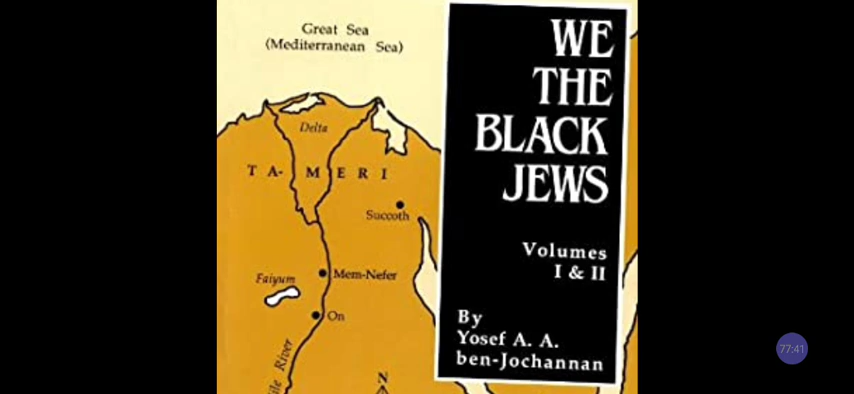 Great Sea
(Mediterranean Sea)
Delta
TA-MERI
Succoth
Faiyum
Mem-Nefer
On
River
N
WE
THE
BLACK
JEWS
Volumes
I & II
By
Yosef A. A.
ben-Jochannan
77:41